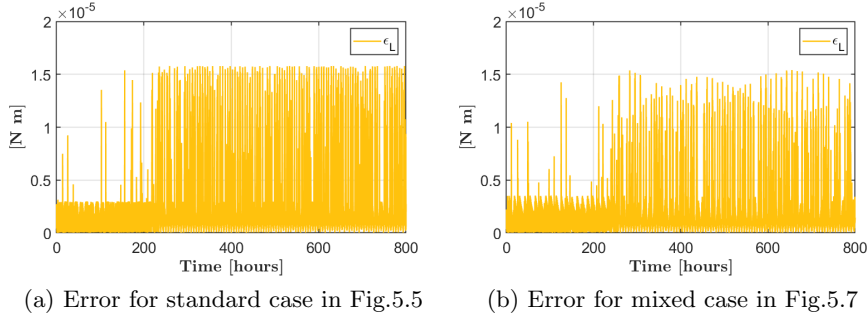 ×10⁻⁵ ×10⁻⁵
2 2
ϵL ϵL
1.5 1.5
[N m] [N m]
1 1
0.5 0.5
0 0
0 200 400 600 800 0 200 400 600 800
Time [hours] Time [hours]
(a) Error for standard case in Fig.5.5 (b) Error for mixed case in Fig.5.7